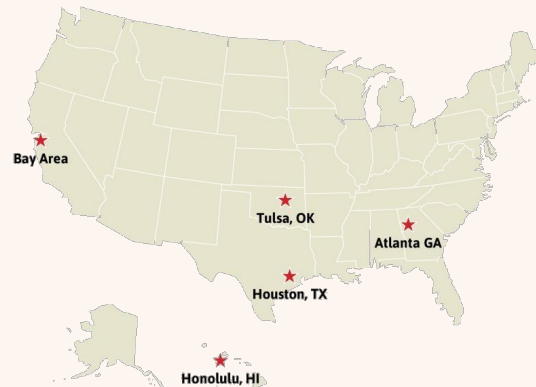 Bay Area
Tulsa, OK
Atlanta GA
Houston, TX
Honolulu, HI